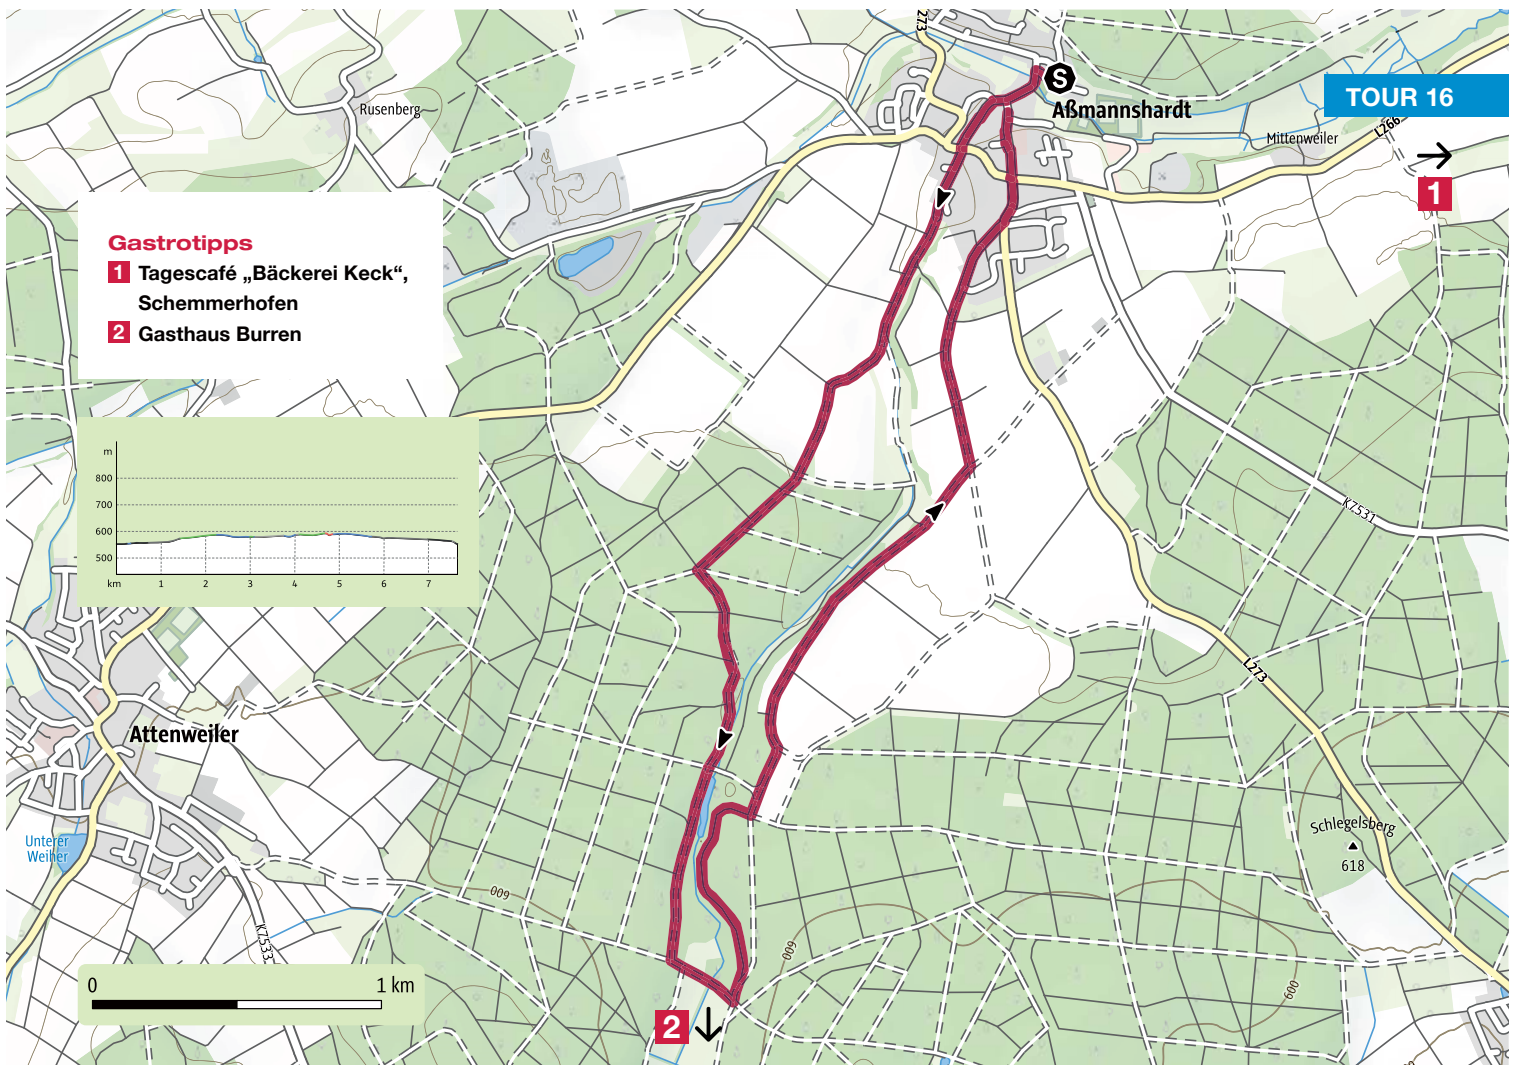 273
S
Aßmannshardt
TOUR 16
Rusenberg
Mittenweiler
L266
1
Gastrotipps
1 Tagescafé „Bäckerei Keck“,
Schemmerhofen
2 Gasthaus Burren
m
800
700
600
500
km 1 2 3 4 5 6 7
K7531
L273
Attenweiler
Unterer
Weiher
Schlegelsberg
618
600
K7533
600
600
0 1 km
2